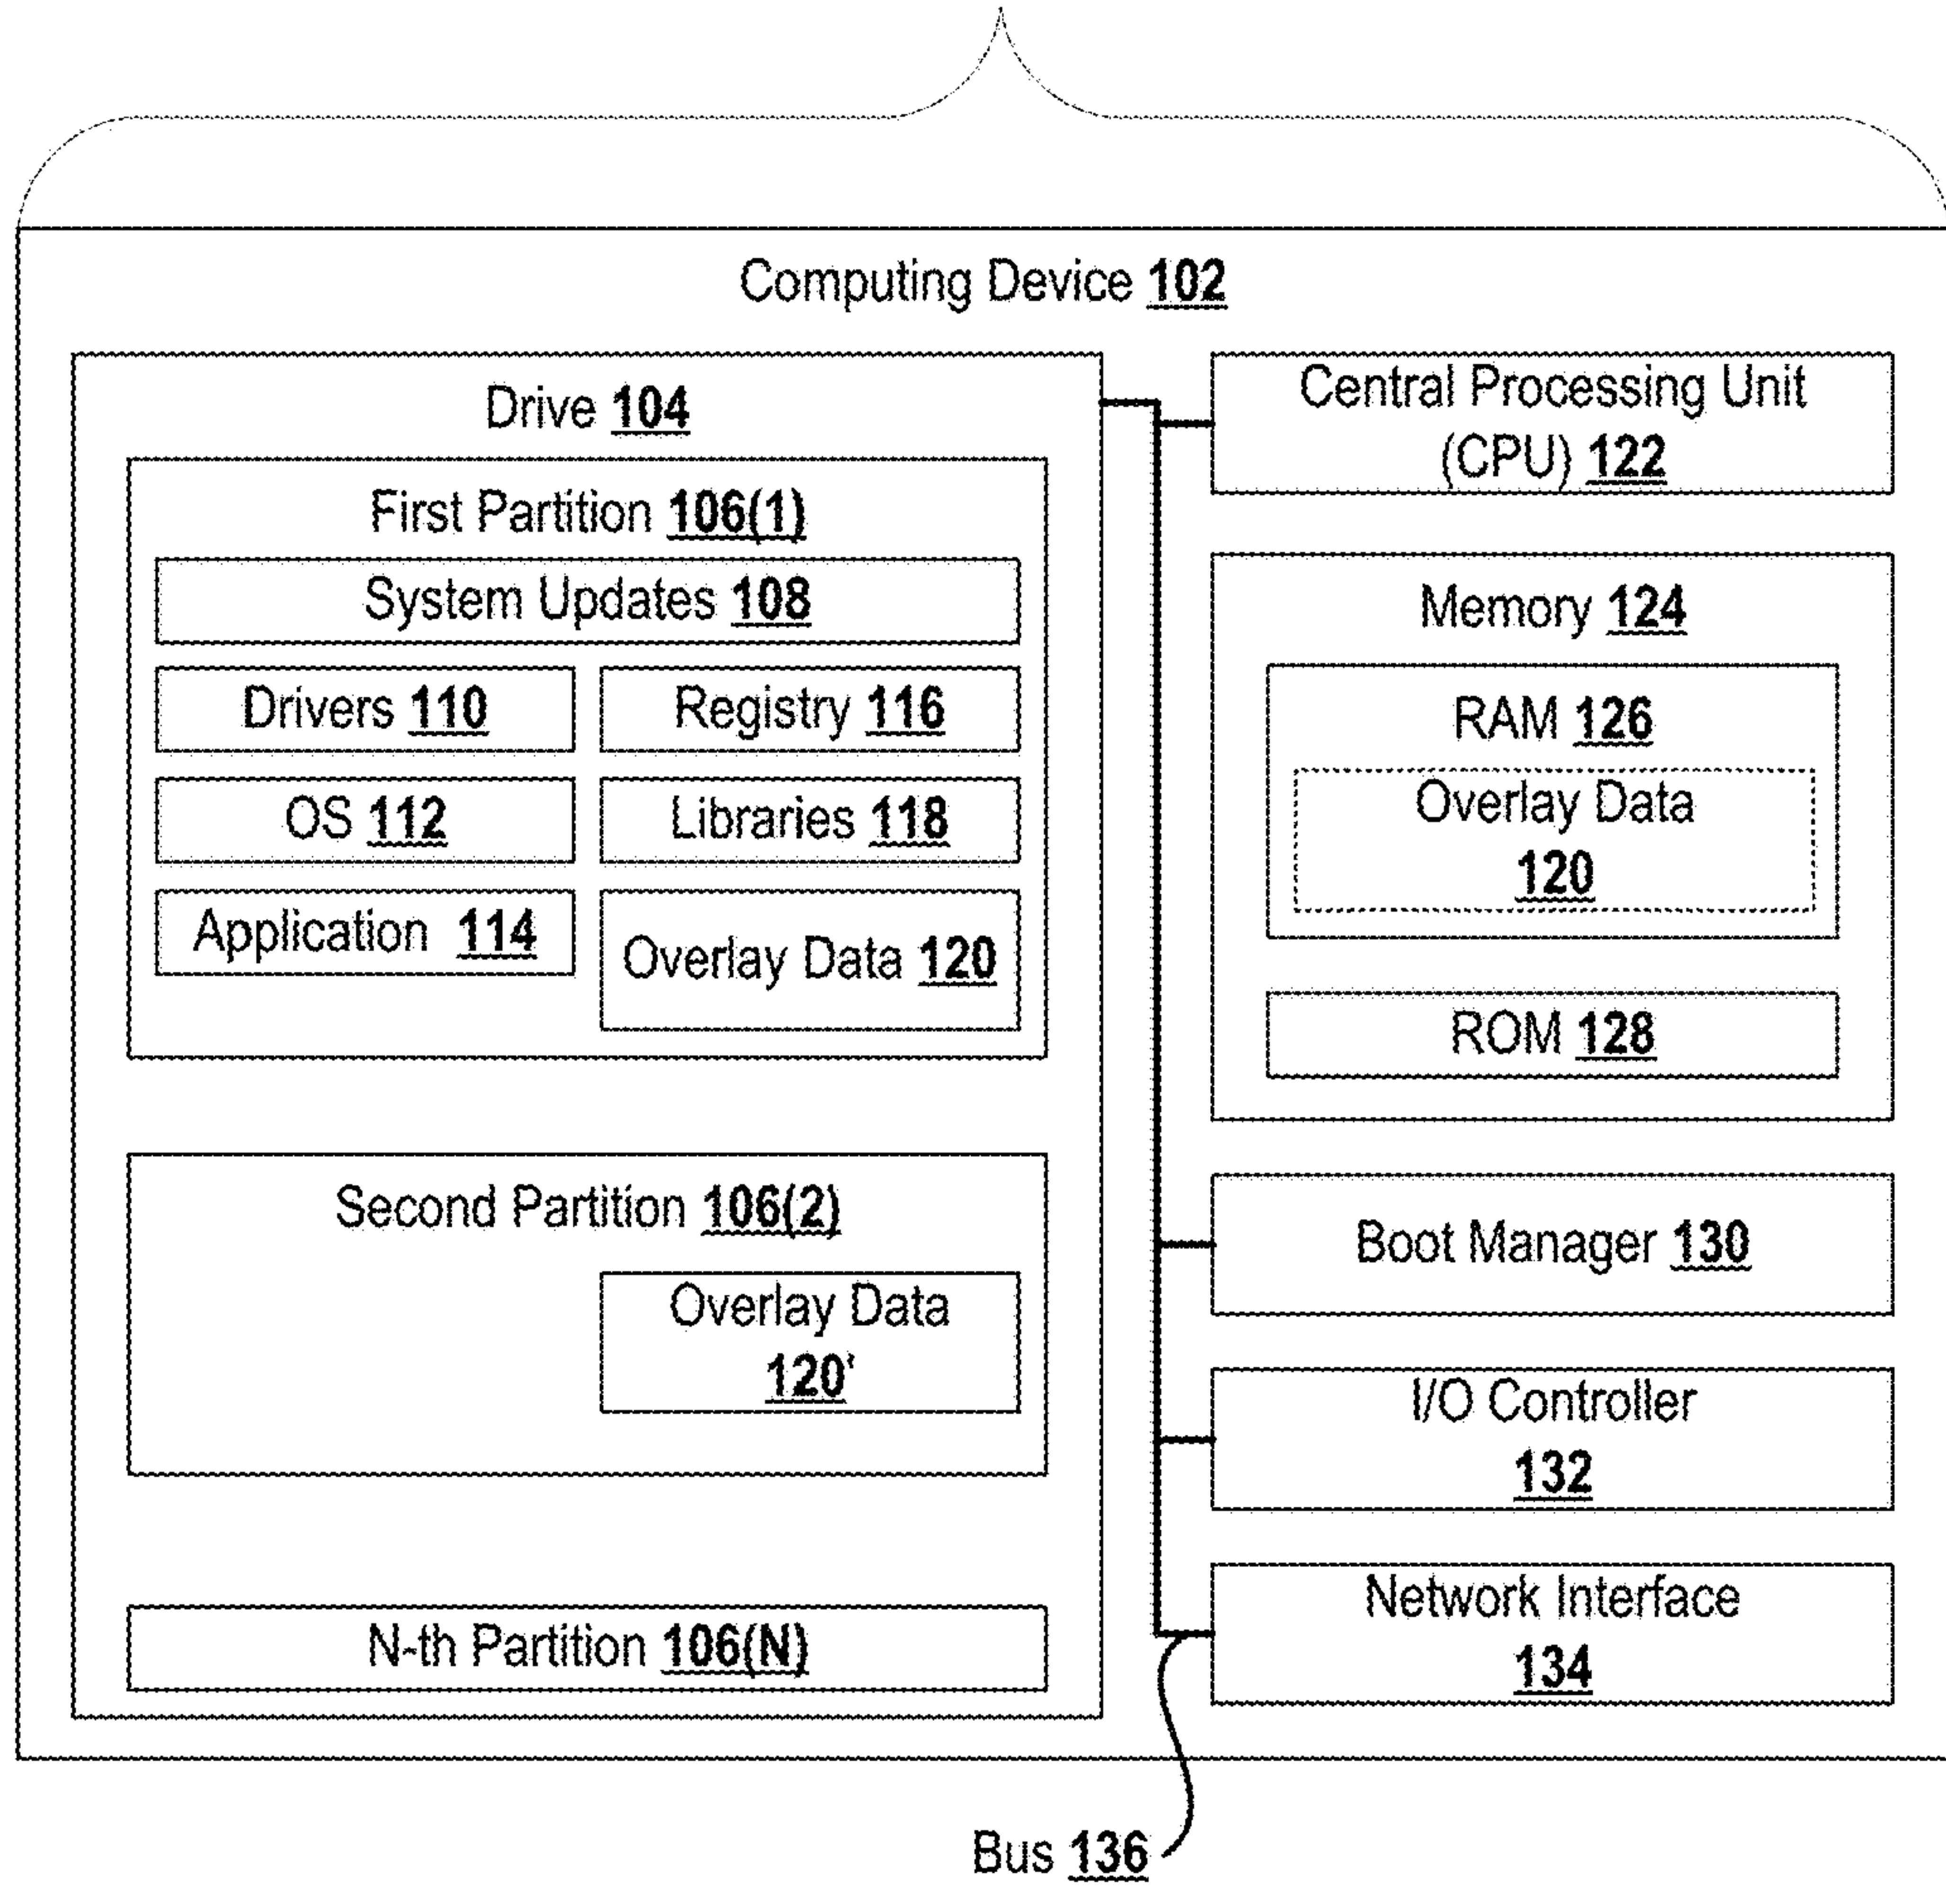 Computing Device 102
Drive 104
First Partition 106(1)
System Updates 108
Drivers 110
Registry 116
OS 112
Libraries 118
Application 114
Overlay Data 120
Second Partition 106(2)
Overlay Data
120'
N-th Partition 106(N)
Central Processing Unit
(CPU) 122
Memory 124
RAM 126
Overlay Data
120
ROM 128
Boot Manager 130
I/O Controller
132
Network Interface
134
Bus 136